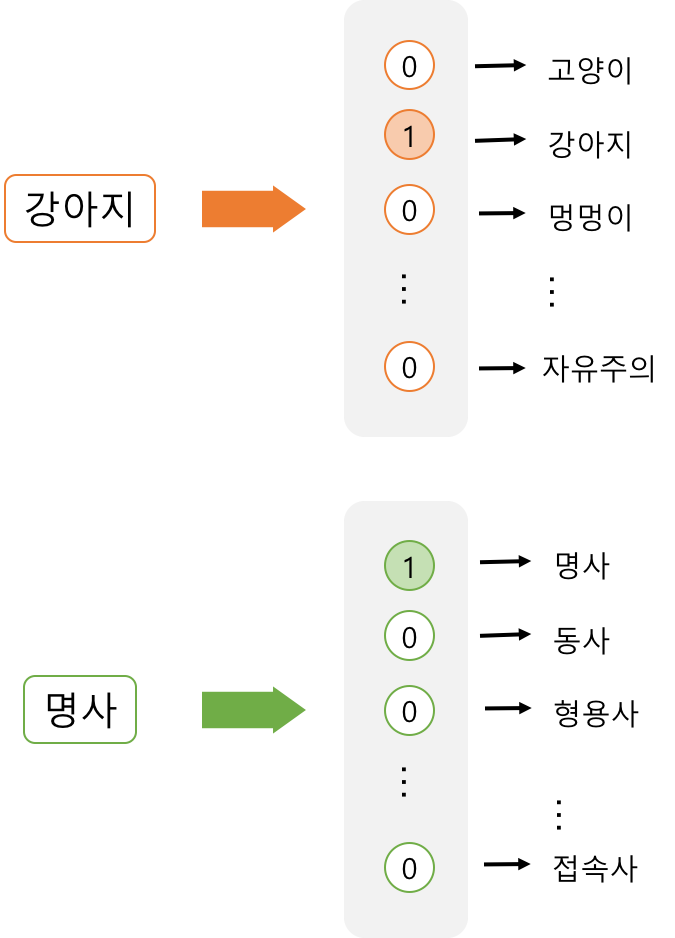 강아지
0 고양이
1 강아지
0 멍멍이
⋮ ⋮
0 자유주의
명사
1 명사
0 동사
0 형용사
⋮ ⋮
0 접속사